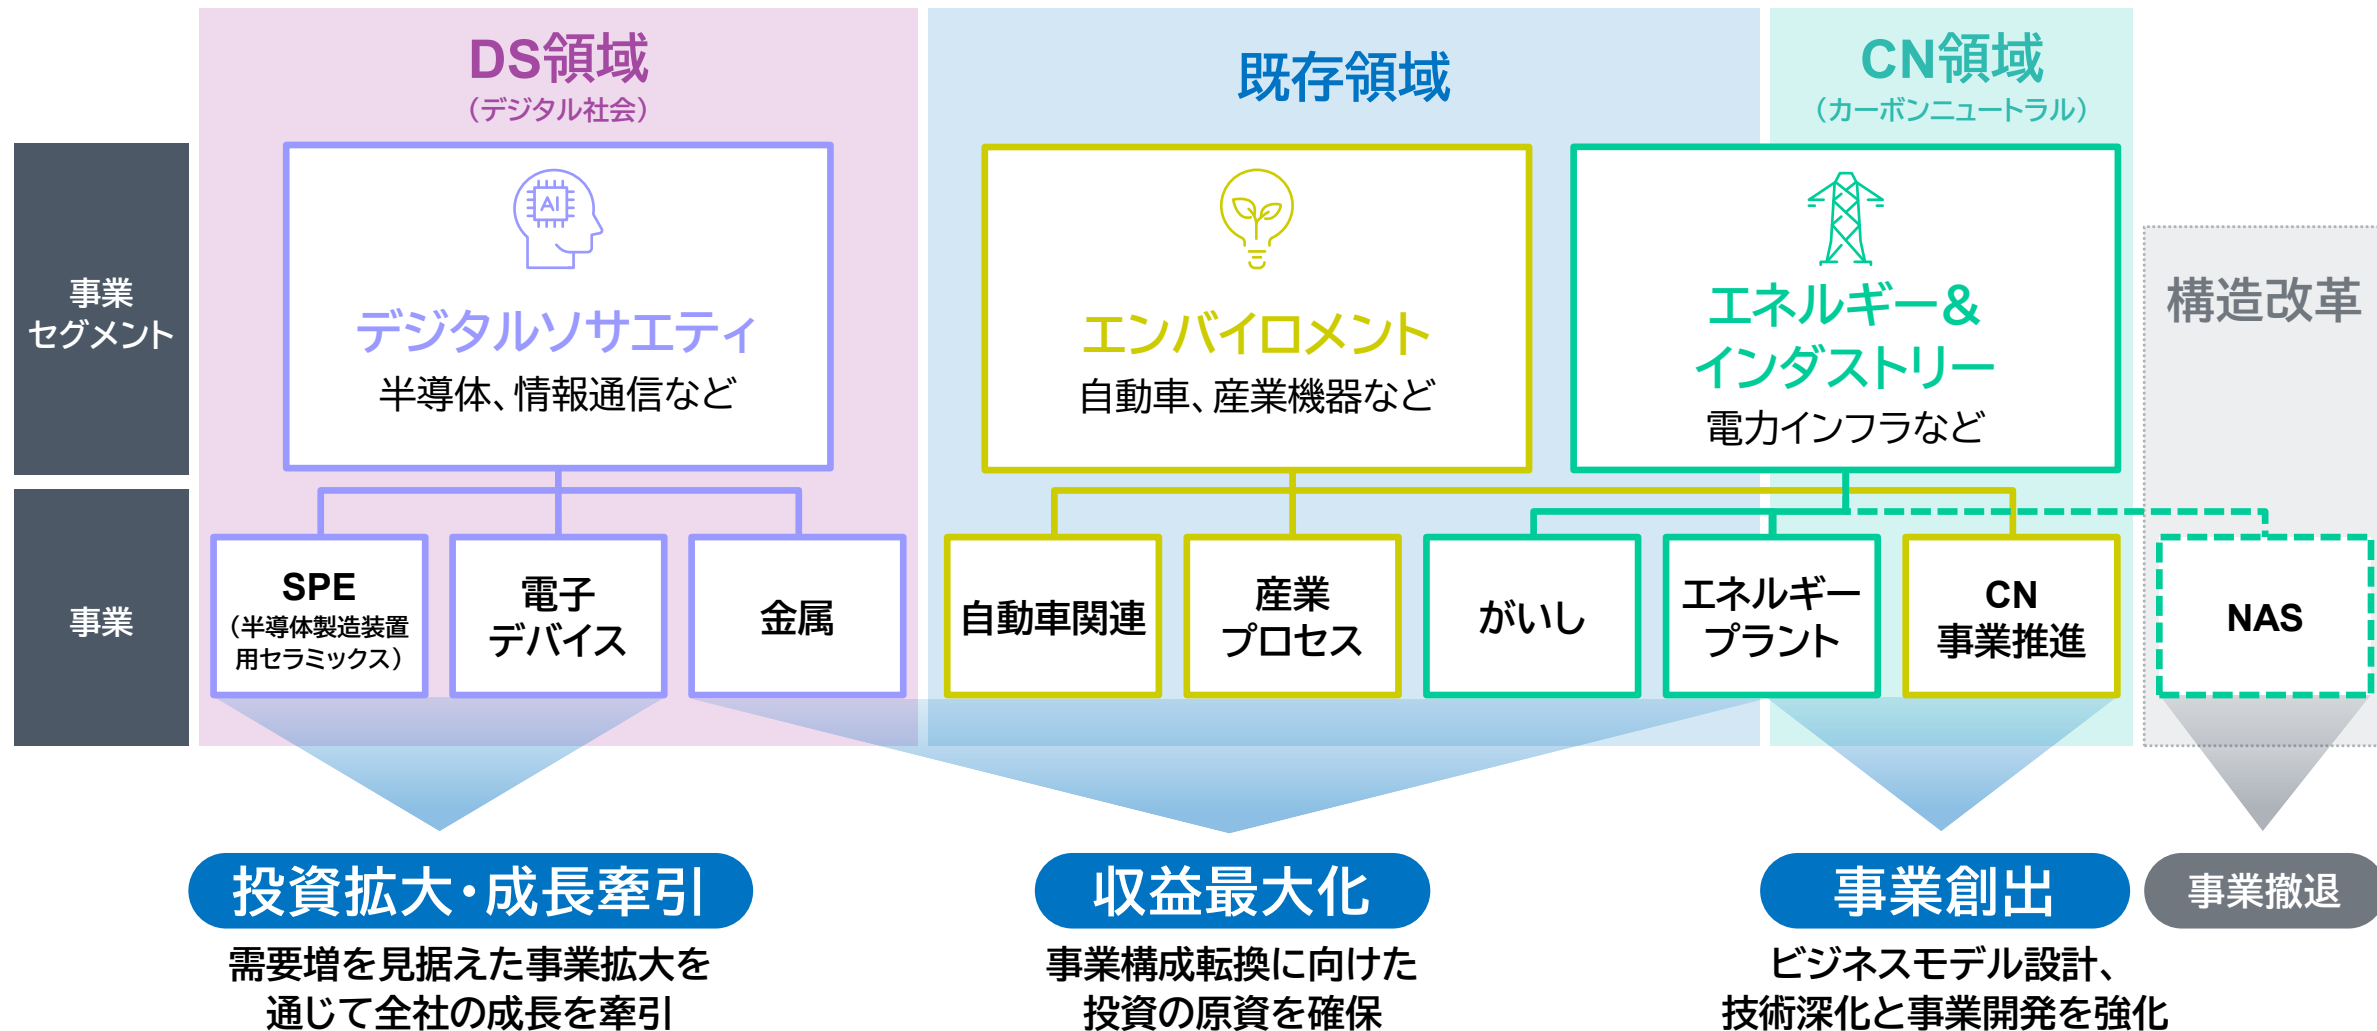 DS領域
（デジタル社会）
既存領域
CN領域
（カーボンニュートラル）
事業
セグメント
AI
デジタルソサエティ
半導体、情報通信など
エンバイロメント
自動車、産業機器など
エネルギー&
インダストリー
電力インフラなど
構造改革
事業
SPE
（半導体製造装置
用セラミックス）
電子
デバイス
金属
自動車関連
産業
プロセス
がいし
エネルギー
プラント
CN
事業推進
NAS
投資拡大・成長牽引
需要増を見据えた事業拡大を
通じて全社の成長を牽引
収益最大化
事業構成転換に向けた
投資の原資を確保
事業創出
ビジネスモデル設計、
技術深化と事業開発を強化
事業撤退